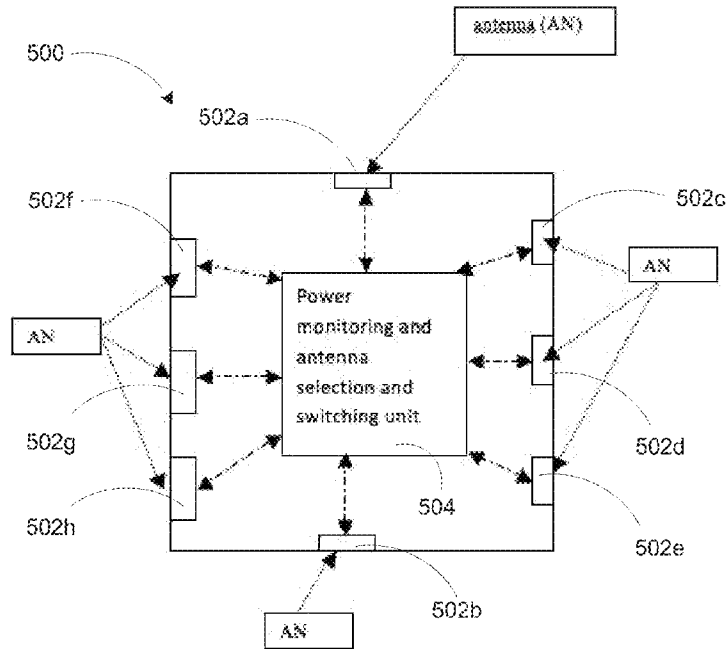 antenna (AN)
500
502a
502f
502c
AN
AN
Power
monitoring and
antenna
selection and
switching unit
502g
502d
504
502h
502e
502b
AN